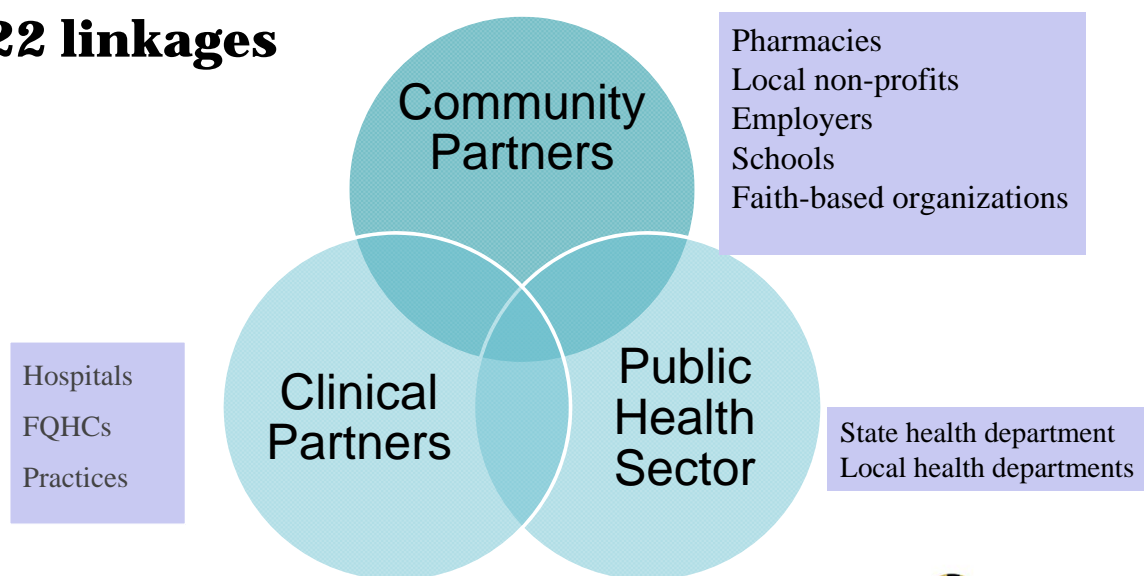 22 linkages
Community
Partners
Pharmacies
Local non-profits
Employers
Schools
Faith-based organizations
Hospitals
FQHCs
Practices
Clinical
Partners
Public
Health
Sector
State health department
Local health departments